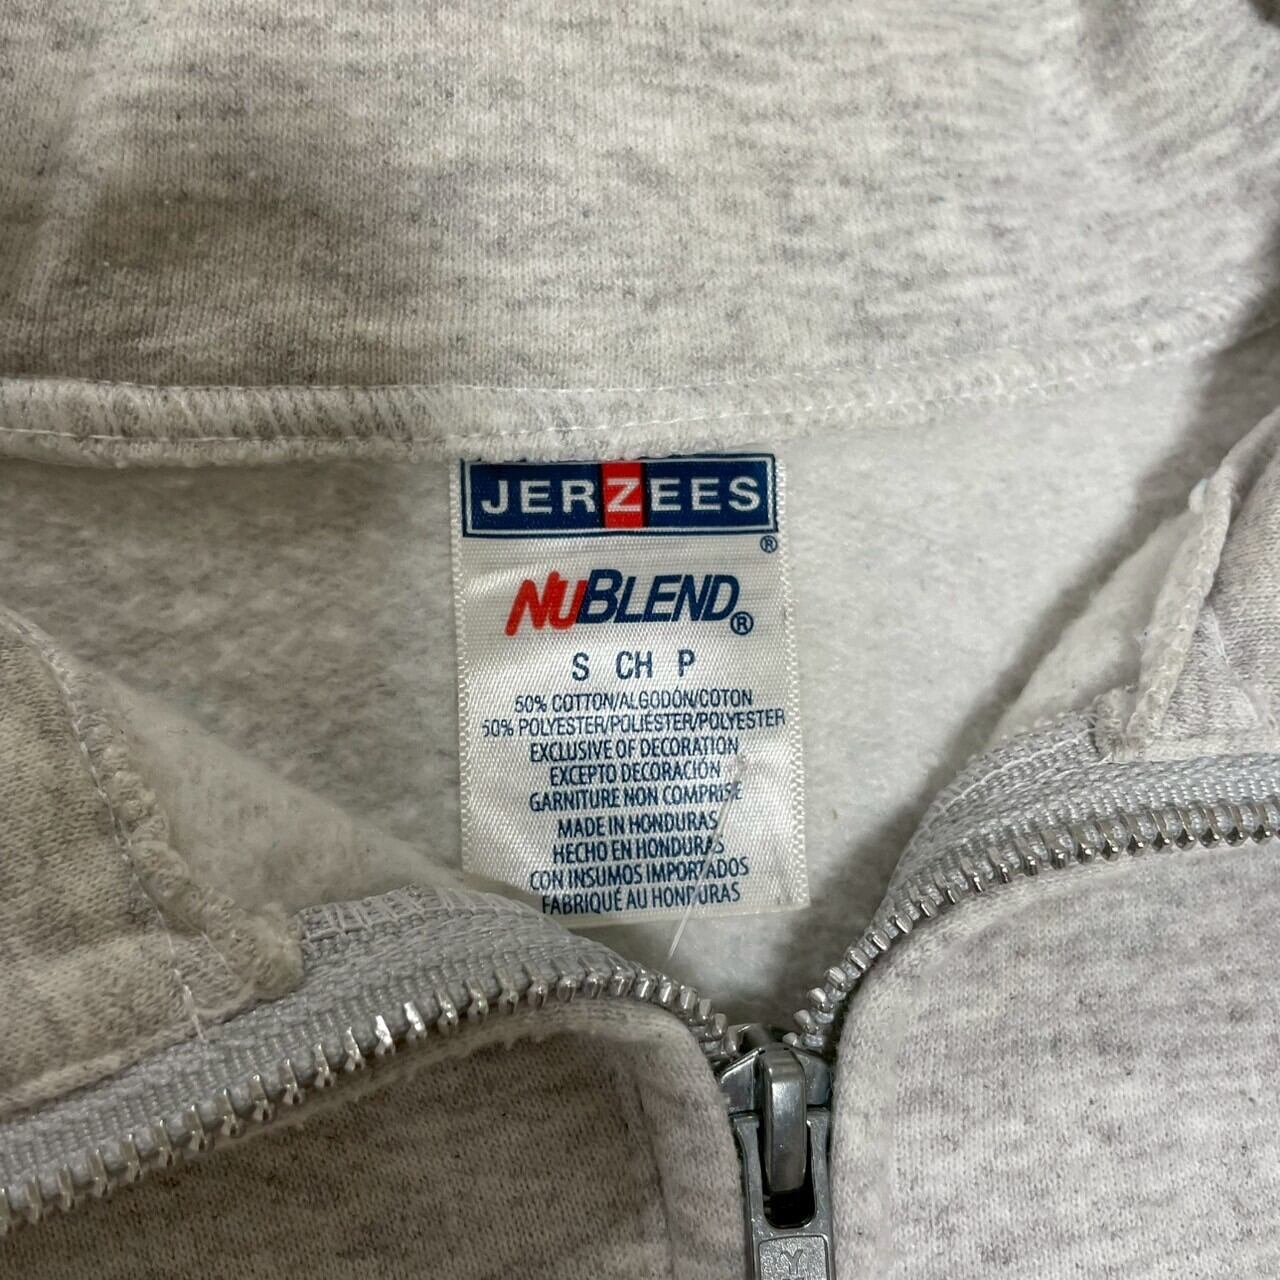 JERZEES
®
NUBLEND®
S CH P
50% COTTON/ALGODÓN/COTON
50% POLYESTER/POLIÉSTER/POLYESTER
EXCLUSIVE OF DECORATION
EXCEPTO DECORACIÓN
GARNITURE NON COMPRISE
MADE IN HONDURAS
HECHO EN HONDURAS
CON INSUMOS IMPORTADOS
FABRIQUÉ AU HONDURAS
Y